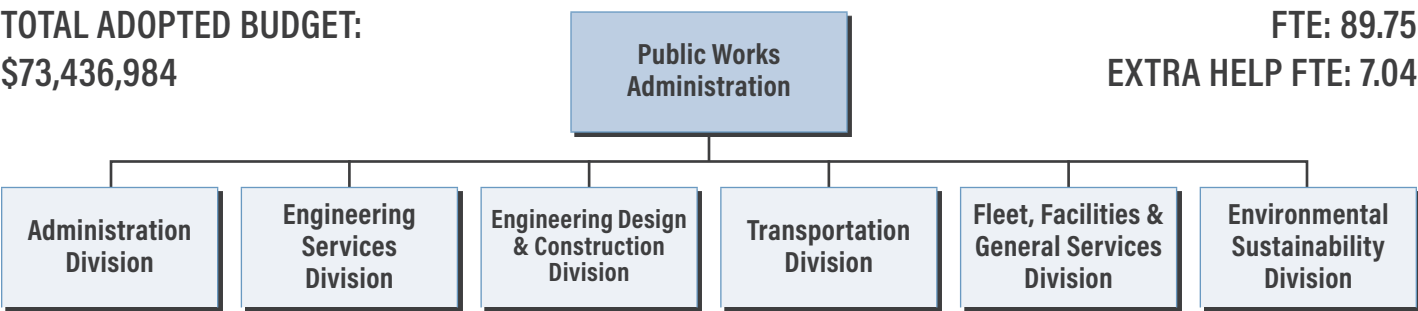 TOTAL ADOPTED BUDGET:
$73,436,984
Public Works
Administration
FTE: 89.75
EXTRA HELP FTE: 7.04
Administration
Division
Engineering
Services
Division
Engineering Design
& Construction
Division
Transportation
Division
Fleet, Facilities &
General Services
Division
Environmental
Sustainability
Division